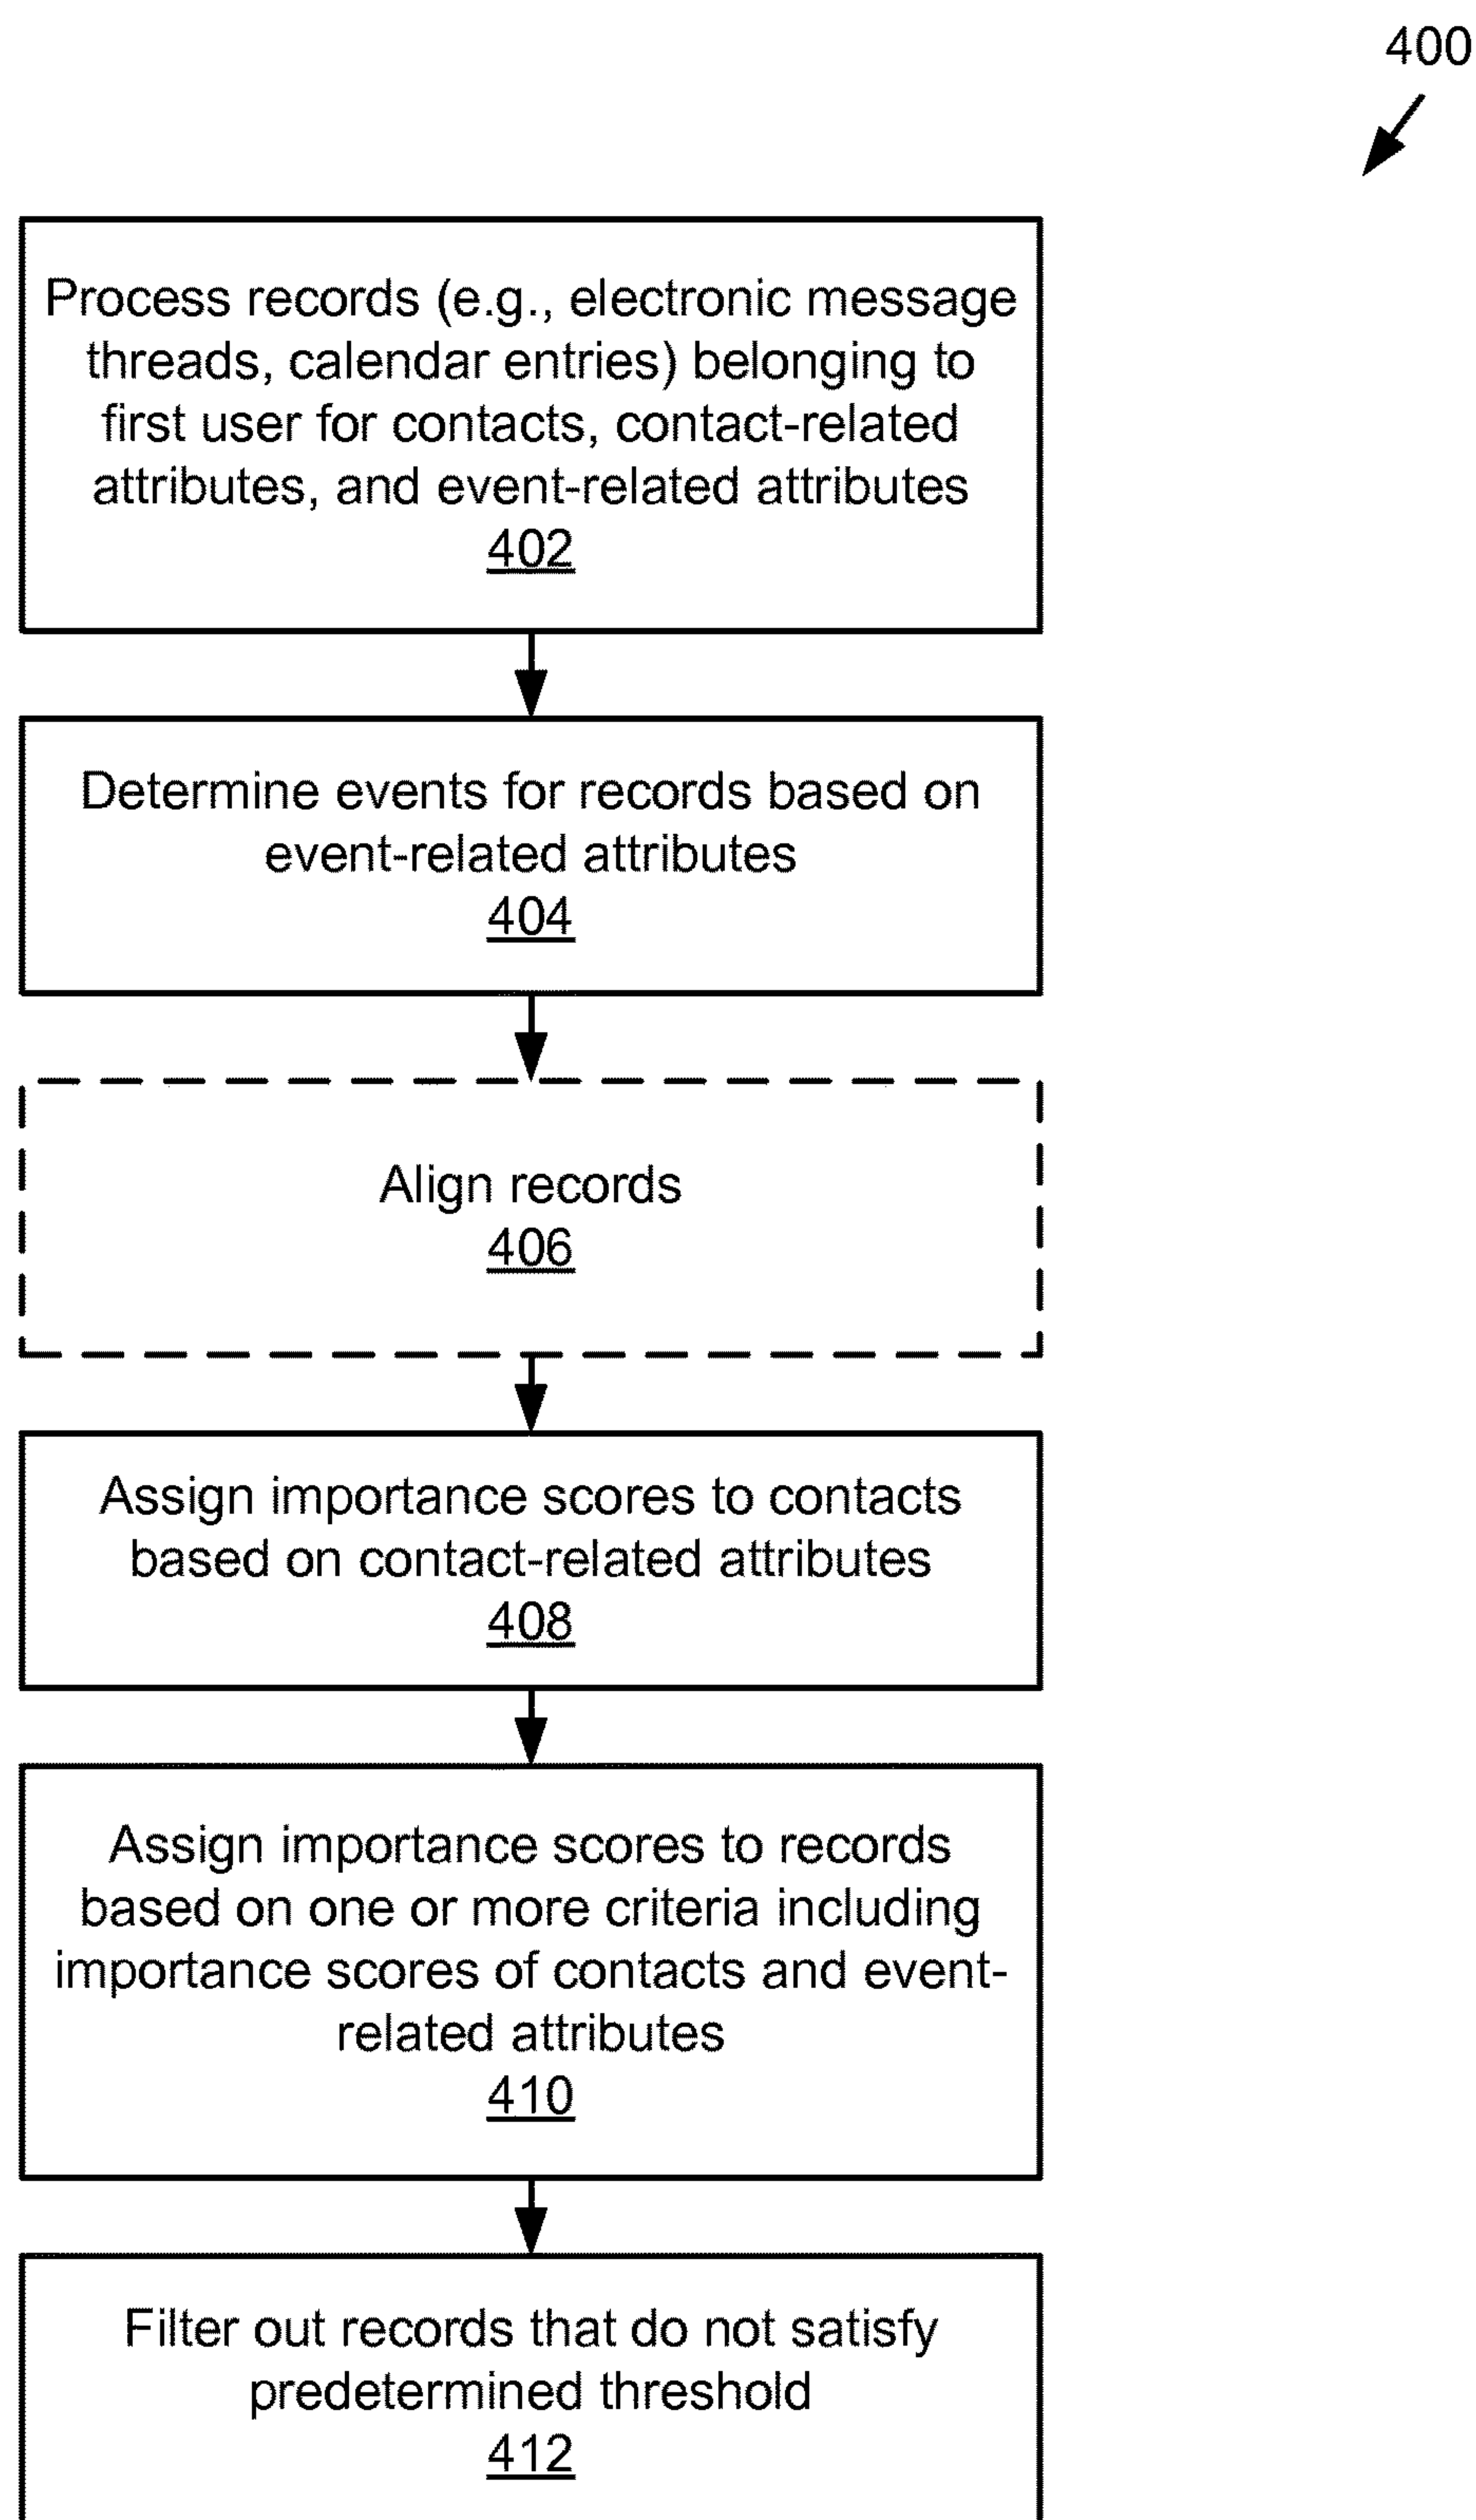 400
Process records (e.g., electronic message
threads, calendar entries) belonging to
first user for contacts, contact-related
attributes, and event-related attributes
402
Determine events for records based on
event-related attributes
404
Align records
406
Assign importance scores to contacts
based on contact-related attributes
408
Assign importance scores to records
based on one or more criteria including
importance scores of contacts and event-
related attributes
410
Filter out records that do not satisfy
predetermined threshold
412